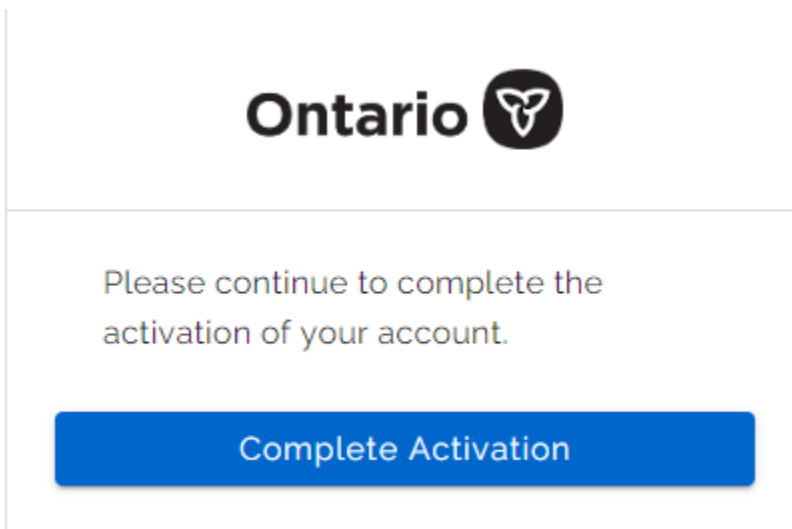 Ontario
Please continue to complete the
activation of your account.
Complete Activation